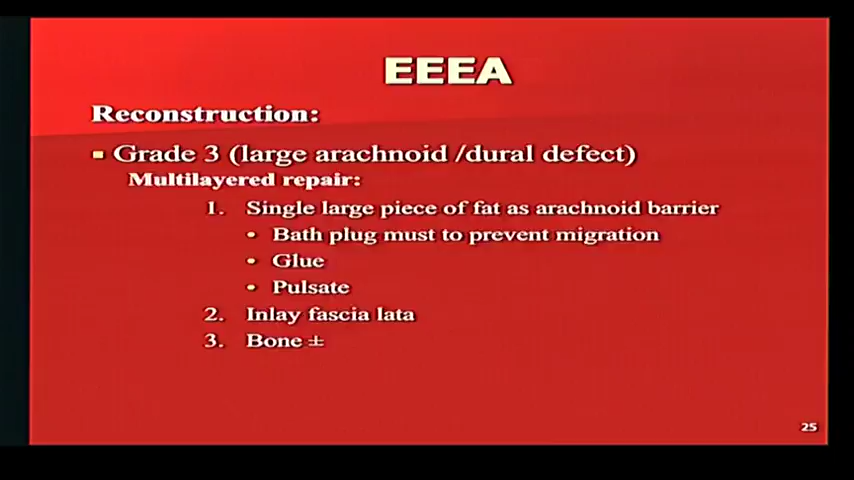 EEEA
Reconstruction:
▪ Grade 3 (large arachnoid /dural defect)
Multilayered repair:
1. Single large piece of fat as arachnoid barrier
• Bath plug must to prevent migration
• Glue
• Pulsate
2. Inlay fascia lata
3. Bone ±
25